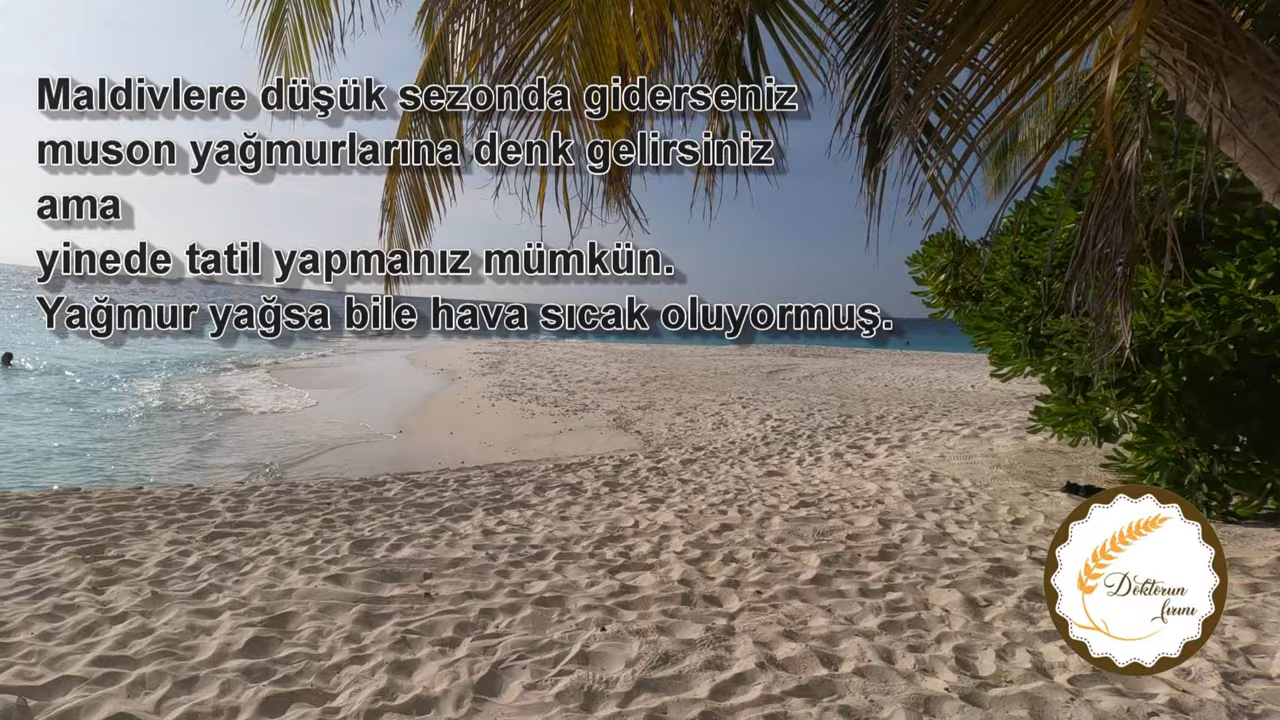 Maldivlere düşük sezonda giderseniz
muson yağmurlarına denk gelirsiniz
ama
yinede tatil yapmanız mümkün.
Yağmur yağsa bile hava sıcak oluyormuş.
Doktorun
fırını